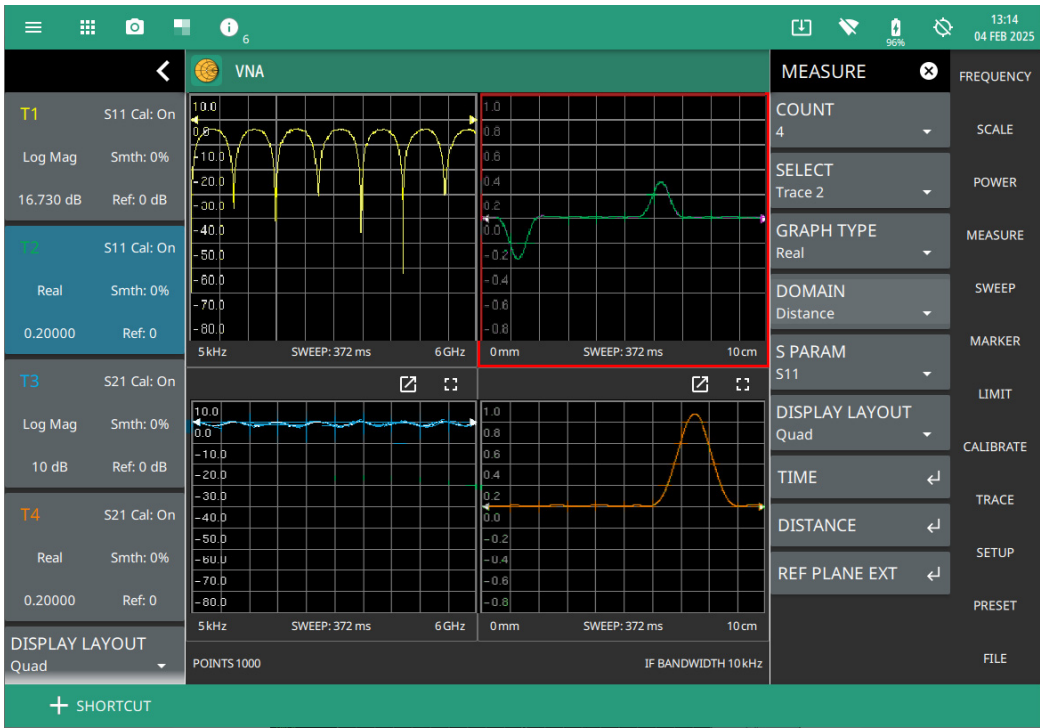 6
96%
13:14
04 FEB 2025
VNA
T1 S11 Cal: On
Log Mag Smth: 0%
16.730 dB Ref: 0 dB
T2 S11 Cal: On
Real Smth: 0%
0.20000 Ref: 0
T3 S21 Cal: On
Log Mag Smth: 0%
10 dB Ref: 0 dB
T4 S21 Cal: On
Real Smth: 0%
0.20000 Ref: 0
DISPLAY LAYOUT
Quad
10.0
0.0
-10.0
-20.0
-30.0
-40.0
-50.0
-60.0
-70.0
-80.0
5 kHz SWEEP: 372 ms 6 GHz
1.0
0.8
0.6
0.4
0.2
0.0
-0.2
-0.4
-0.6
-0.8
0 mm SWEEP: 372 ms 10 cm
10.0
0.0
-10.0
-20.0
-30.0
-40.0
-50.0
-60.0
-70.0
-80.0
5 kHz SWEEP: 372 ms 6 GHz
1.0
0.8
0.6
0.4
0.2
0.0
-0.2
-0.4
-0.6
-0.8
0 mm SWEEP: 372 ms 10 cm
POINTS 1000 IF BANDWIDTH 10 kHz
MEASURE
COUNT
4
SELECT
Trace 2
GRAPH TYPE
Real
DOMAIN
Distance
S PARAM
S11
DISPLAY LAYOUT
Quad
TIME
DISTANCE
REF PLANE EXT
FREQUENCY
SCALE
POWER
MEASURE
SWEEP
MARKER
LIMIT
CALIBRATE
TRACE
SETUP
PRESET
FILE
+ SHORTCUT